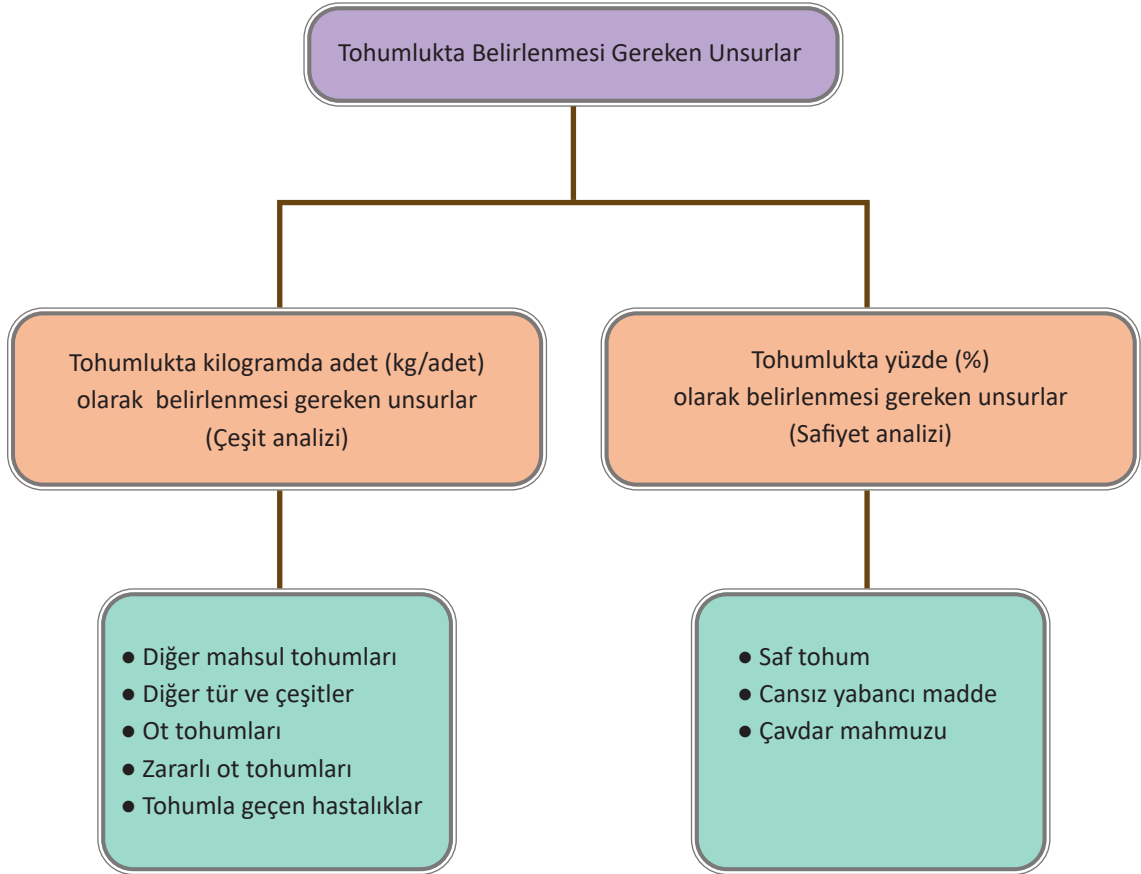 Tohumlukta Belirlenmesi Gereken Unsurlar
Tohumlukta kilogramda adet (kg/adet)
olarak belirlenmesi gereken unsurlar
(Çeşit analizi)
Tohumlukta yüzde (%)
olarak belirlenmesi gereken unsurlar
(Safiyet analizi)
● Diğer mahsul tohumları
● Diğer tür ve çeşitler
● Ot tohumları
● Zararlı ot tohumları
● Tohumla geçen hastalıklar
● Saf tohum
● Cansız yabancı madde
● Çavdar mahmuzu